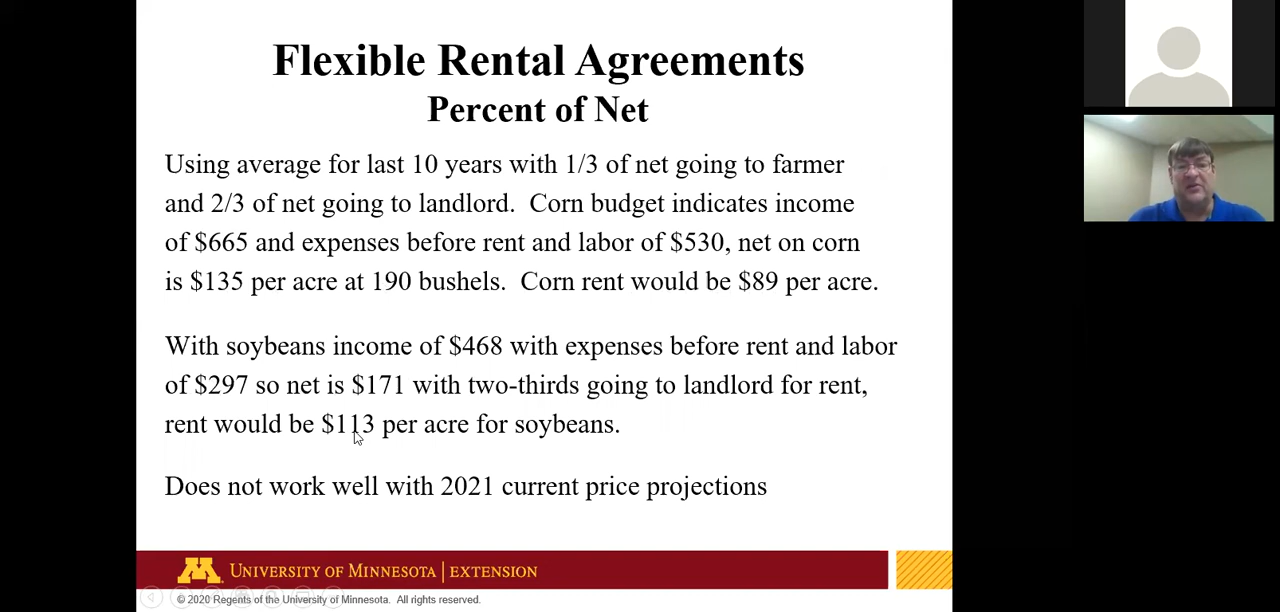 Flexible Rental Agreements
Percent of Net
Using average for last 10 years with 1/3 of net going to farmer
and 2/3 of net going to landlord.  Corn budget indicates income
of $665 and expenses before rent and labor of $530, net on corn
is $135 per acre at 190 bushels.  Corn rent would be $89 per acre.
With soybeans income of $468 with expenses before rent and labor
of $297 so net is $171 with two-thirds going to landlord for rent,
rent would be $113 per acre for soybeans.
Does not work well with 2021 current price projections
M UNIVERSITY OF MINNESOTA | EXTENSION
© 2020 Regents of the University of Minnesota.  All rights reserved.